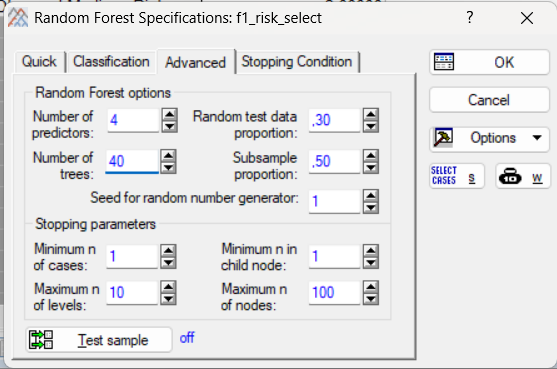 Random Forest Specifications: f1_risk_select
?
Quick Classification Advanced Stopping Condition
OK
Cancel
Options
SELECT CASES S
W
Random Forest options
Number of predictors: 4
Random test data proportion: .30
Number of trees: 40
Subsample proportion: .50
Seed for random number generator: 1
Stopping parameters
Minimum n of cases: 1
Minimum n in child node: 1
Maximum n of levels: 10
Maximum n of nodes: 100
Test sample off